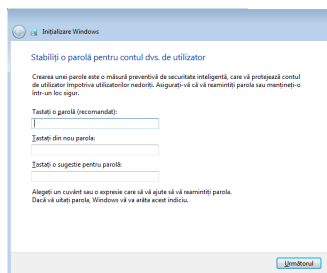 Inițializare Windows
Stabiliți o parolă pentru contul dvs. de utilizator
Crearea unei parole este o măsură preventivă de securitate inteligentă, care vă protejează contul
de utilizator împotriva utilizatorilor nedoriți. Asigurați-vă că vă reamintiți parola sau mențineți-o
într-un loc sigur.
Tastați o parolă (recomandat):
Tastați din nou parola:
Tastați o sugestie pentru parolă:
Alegeți un cuvânt sau o expresie care să vă ajute să vă reamintiți parola.
Dacă vă uitați parola, Windows vă va arăta acest indiciu.
Următorul